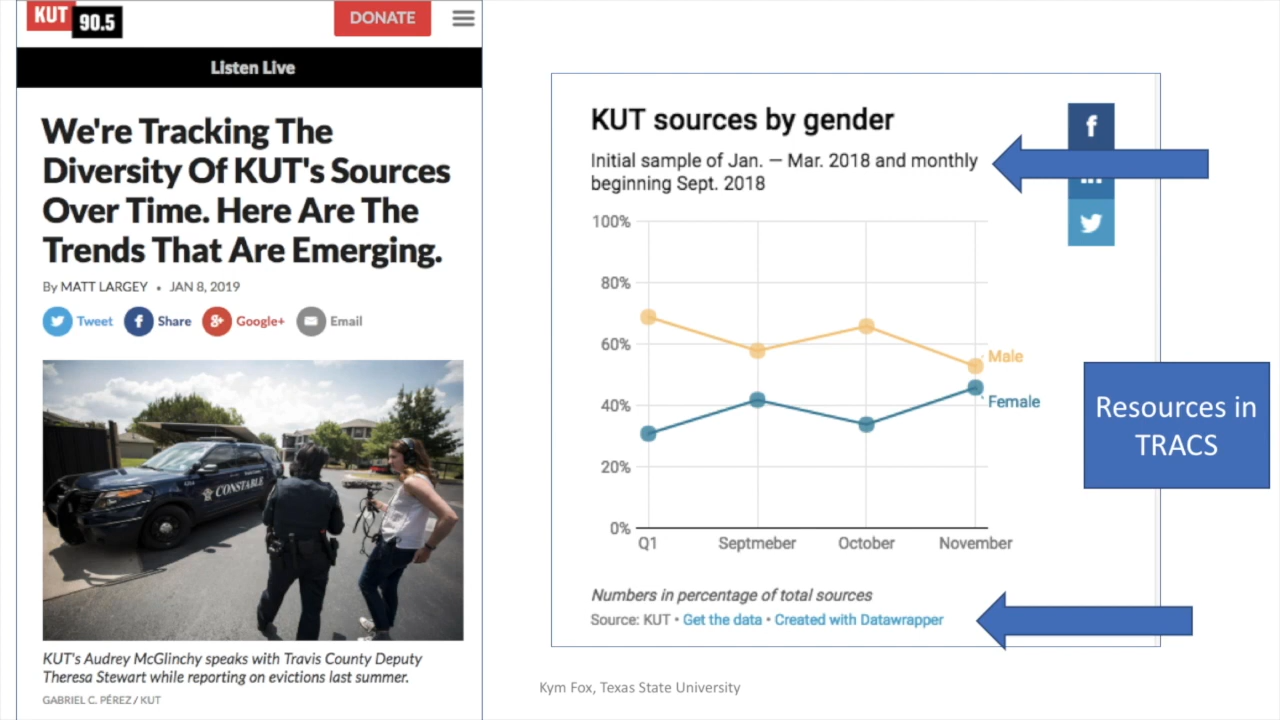 KUT 90.5
DONATE
Listen Live
We're Tracking The
Diversity Of KUT's Sources
Over Time. Here Are The
Trends That Are Emerging.
By MATT LARGEY • JAN 8, 2019
Tweet Share Google+ Email
CONSTABLE
KUT's Audrey McGlinchy speaks with Travis County Deputy
Theresa Stewart while reporting on evictions last summer.
GABRIEL C. PÉREZ / KUT
KUT sources by gender
Initial sample of Jan. — Mar. 2018 and monthly
beginning Sept. 2018
100%
80%
60%
40%
20%
0%
Male
Female
Q1 Septmeber October November
Numbers in percentage of total sources
Source: KUT • Get the data • Created with Datawrapper
Resources in
TRACS
Kym Fox, Texas State University